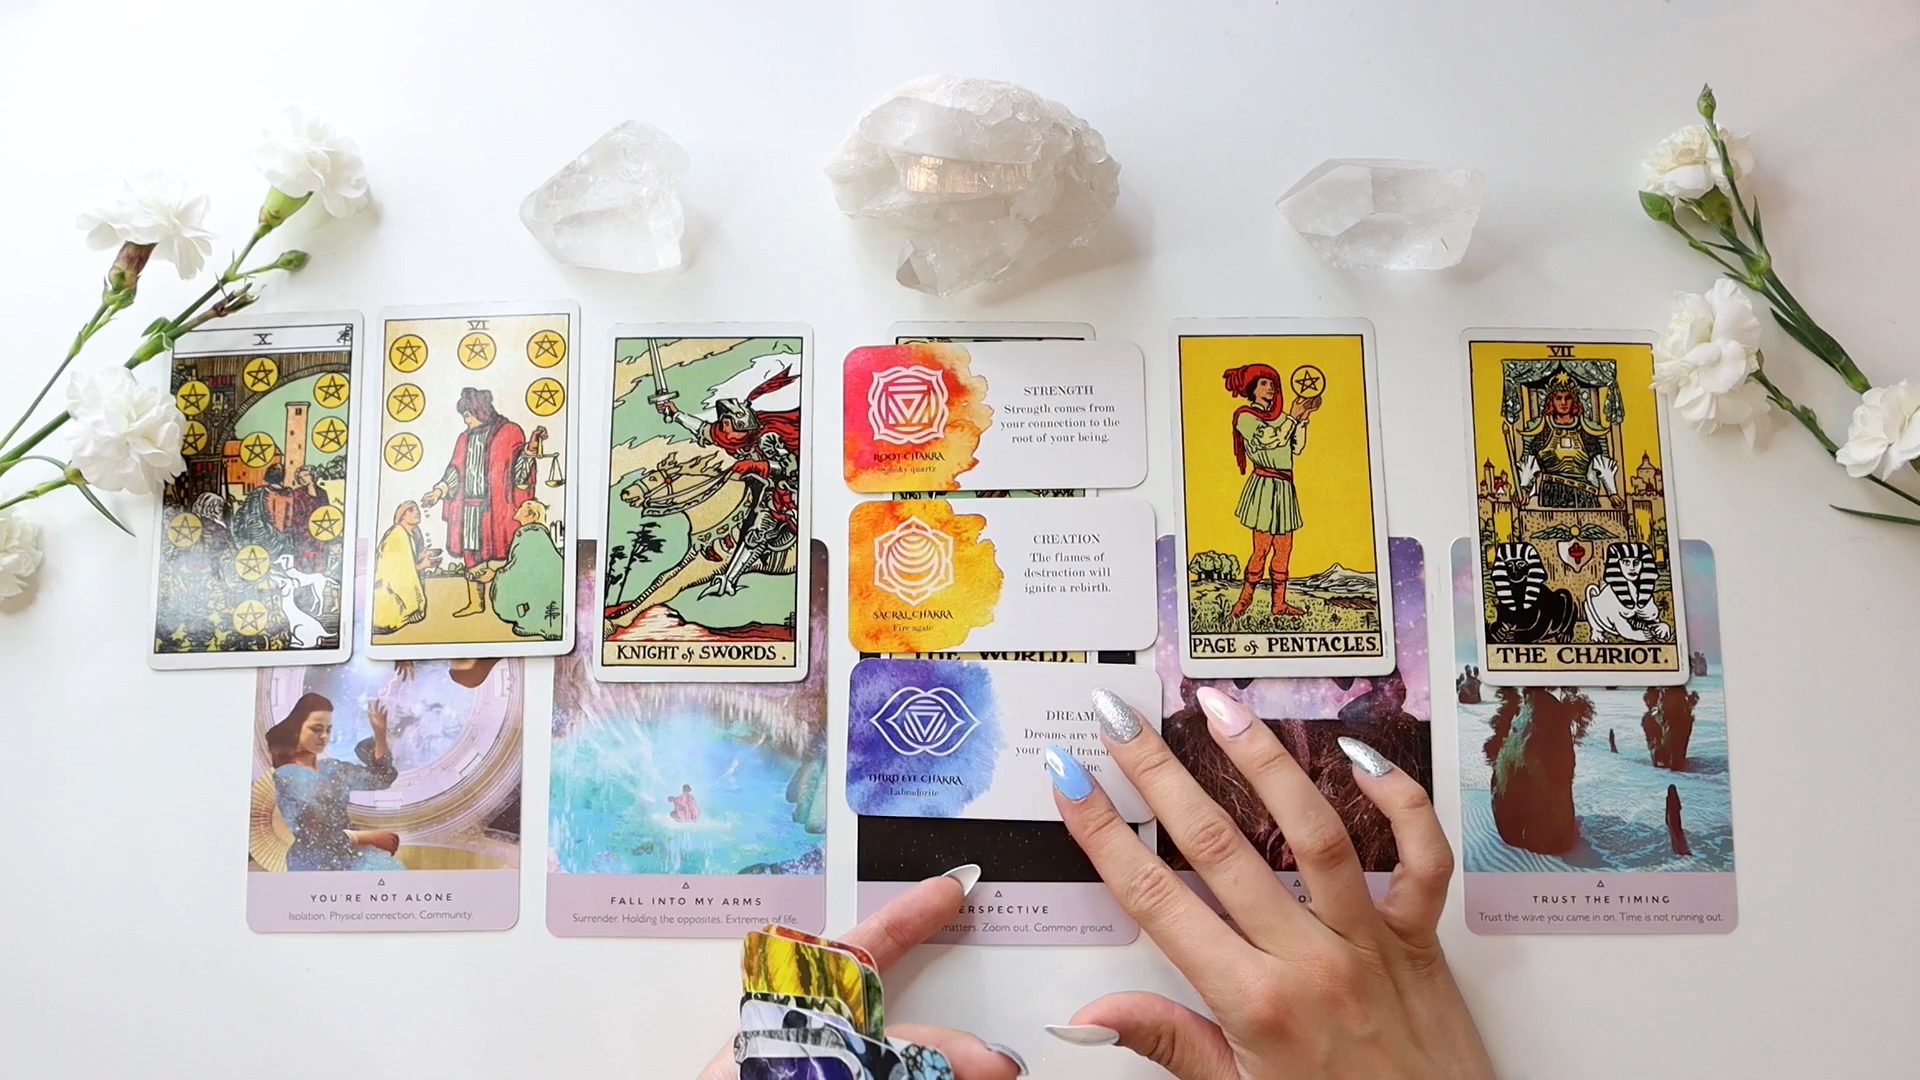 X
VI
KNIGHT of SWORDS.
STRENGTH
Strength comes from
your connection to the
root of your being.
ROOT CHAKRA
Smoky quartz
CREATION
The flames of
destruction will
ignite a rebirth.
SACRAL CHAKRA
Fire agate
THE WORLD.
DREAM
Dreams are
your
THIRD EYE CHAKRA
Labradorite
PAGE of PENTACLES.
VII
THE CHARIOT.
YOU'RE NOT ALONE
Isolation. Physical connection. Community.
FALL INTO MY ARMS
Surrender. Holding the opposites. Extremes of life.
ERSPECTIVE
matters. Zoom out. Common ground.
TRUST THE TIMING
Trust the wave you came in on. Time is not running out.